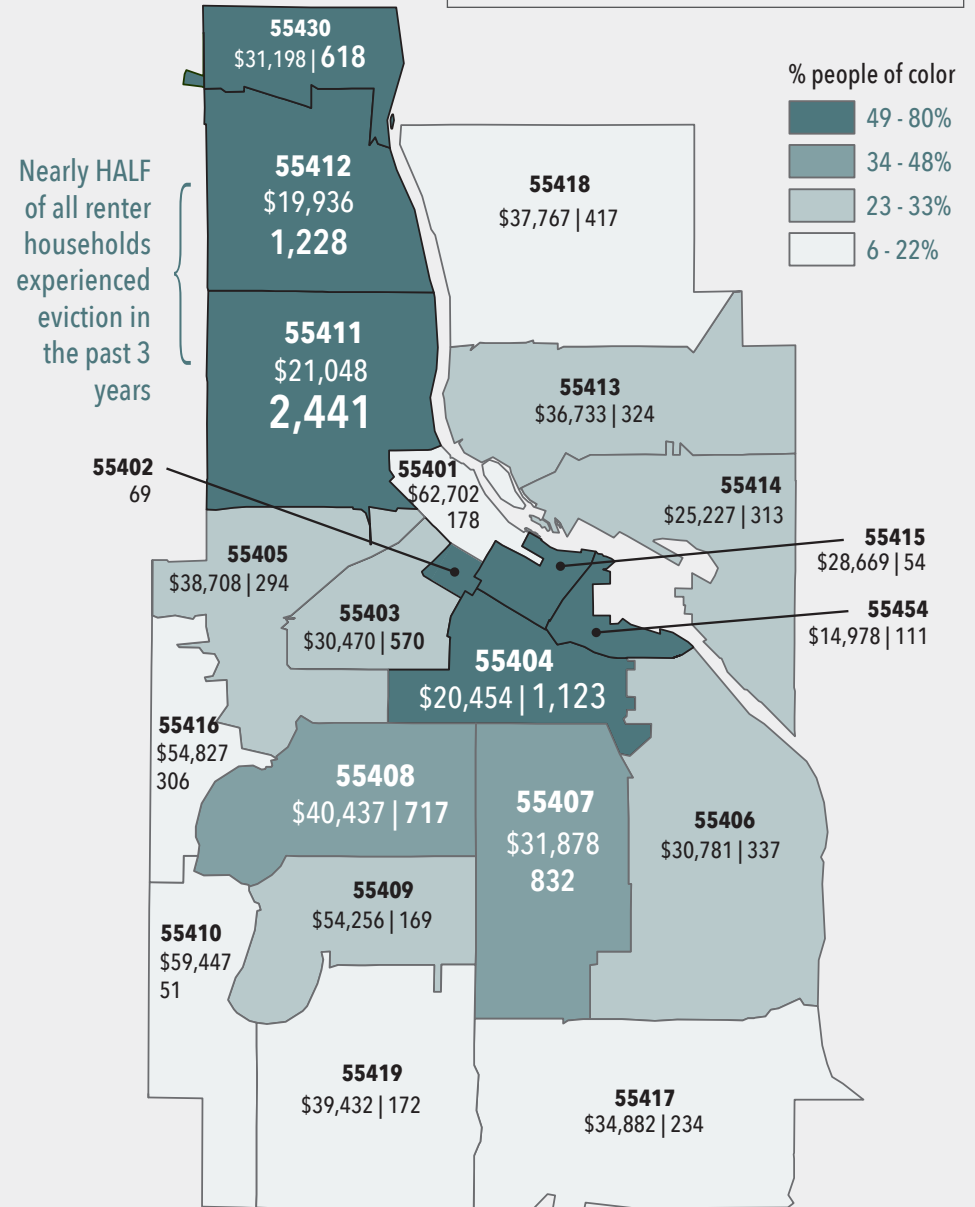 55430
$31,198 | 618
% people of color
49 - 80%
34 - 48%
23 - 33%
6 - 22%
Nearly HALF
of all renter
households
experienced
eviction in
the past 3
years
55412
$19,936
1,228
55418
$37,767 | 417
55411
$21,048
2,441
55413
$36,733 | 324
55402
69
55401
$62,702
178
55414
$25,227 | 313
55415
$28,669 | 54
55405
$38,708 | 294
55403
$30,470 | 570
55454
$14,978 | 111
55404
$20,454 | 1,123
55416
$54,827
306
55408
$40,437 | 717
55407
$31,878
832
55406
$30,781 | 337
55409
$54,256 | 169
55410
$59,447
51
55419
$39,432 | 172
55417
$34,882 | 234